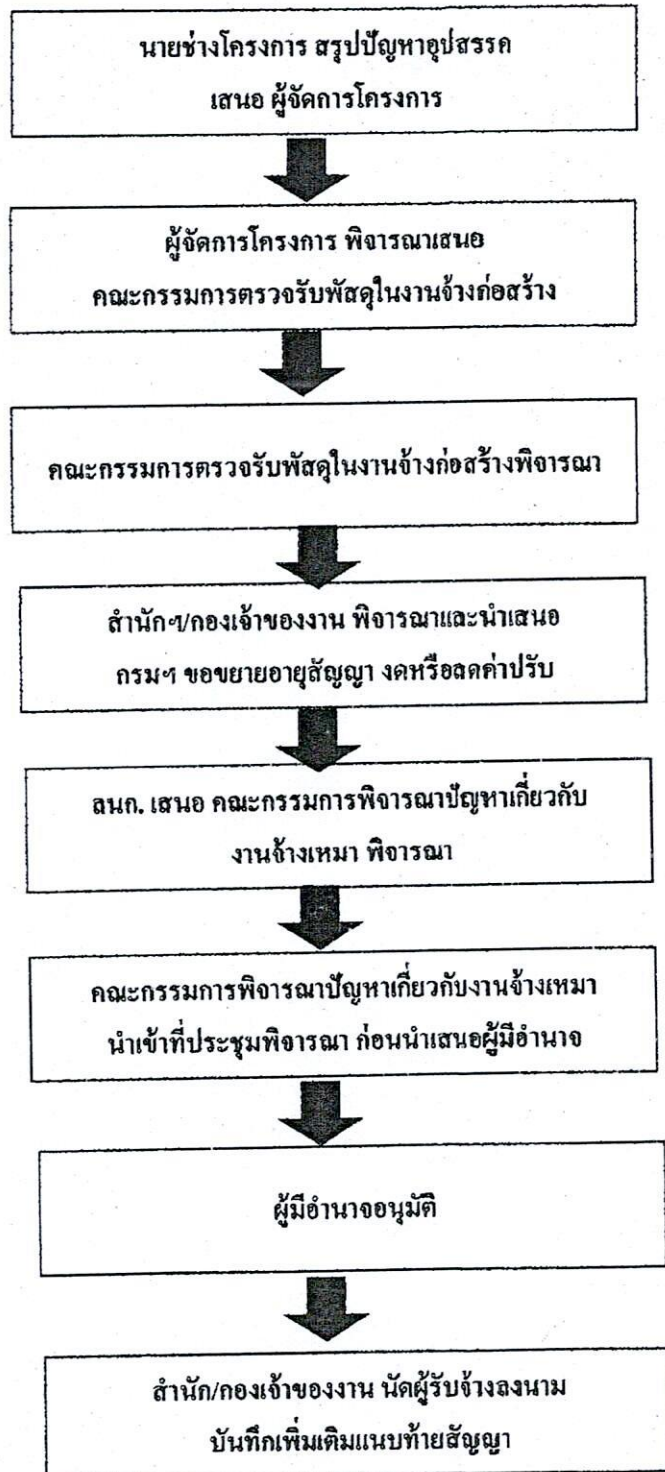 นายช่างโครงการ สรุปปัญหาอุปสรรค
เสนอ ผู้จัดการโครงการ
ผู้จัดการโครงการ พิจารณาเสนอ
คณะกรรมการตรวจรับพัสดุในงานจ้างก่อสร้าง
คณะกรรมการตรวจรับพัสดุในงานจ้างก่อสร้างพิจารณา
สำนักฯ/กองเจ้าของงาน พิจารณาและนำเสนอ
กรมฯ ขอขยายอายุสัญญา งดหรือลดค่าปรับ
สนก. เสนอ คณะกรรมการพิจารณาปัญหาเกี่ยวกับ
งานจ้างเหมา พิจารณา
คณะกรรมการพิจารณาปัญหาเกี่ยวกับงานจ้างเหมา
นำเข้าที่ประชุมพิจารณา ก่อนนำเสนอผู้มีอำนาจ
ผู้มีอำนาจอนุมัติ
สำนัก/กองเจ้าของงาน นัดผู้รับจ้างลงนาม
บันทึกเพิ่มเติมแนบท้ายสัญญา